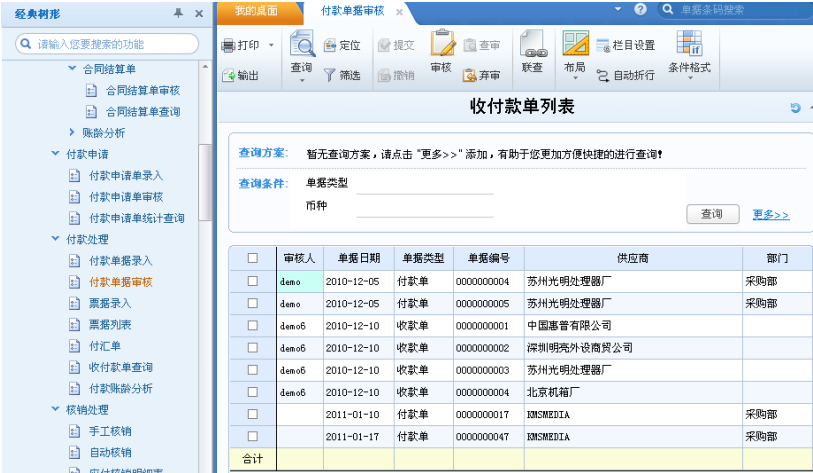 经典树形
我的桌面
付款单据审核
单据条码搜索
请输入您要搜索的功能
合同结算单
合同结算单审核
合同结算单查询
账龄分析
付款申请
付款申请单录入
付款申请单审核
付款申请单统计查询
付款处理
付款单据录入
付款单据审核
票据录入
票据列表
付汇单
收付款单查询
付款账龄分析
核销处理
手工核销
自动核销
打印 查询 定位 提交 审核 查审 联查 布局 栏目设置 条件格式
输出 筛选 撤销 弃审 自动折行
收付款单列表
查询方案： 暂无查询方案，请点击 "更多>>" 添加，有助于您更加方便快捷的进行查询!
查询条件： 单据类型
币种
查询 更多>>
审核人 单据日期 单据类型 单据编号 供应商 部门
demo 2010-12-05 付款单 0000000004 苏州光明处理器厂 采购部
demo 2010-12-05 付款单 0000000005 苏州光明处理器厂 采购部
demo6 2010-12-10 收款单 0000000001 中国惠普有限公司
demo6 2010-12-10 收款单 0000000002 深圳明亮外设商贸公司
demo6 2010-12-10 收款单 0000000003 苏州光明处理器厂
demo6 2010-12-10 收款单 0000000004 北京机箱厂
2011-01-10 付款单 0000000017 KMSMEDIA 采购部
2011-01-17 付款单 0000000047 KMSMEDIA 采购部
合计